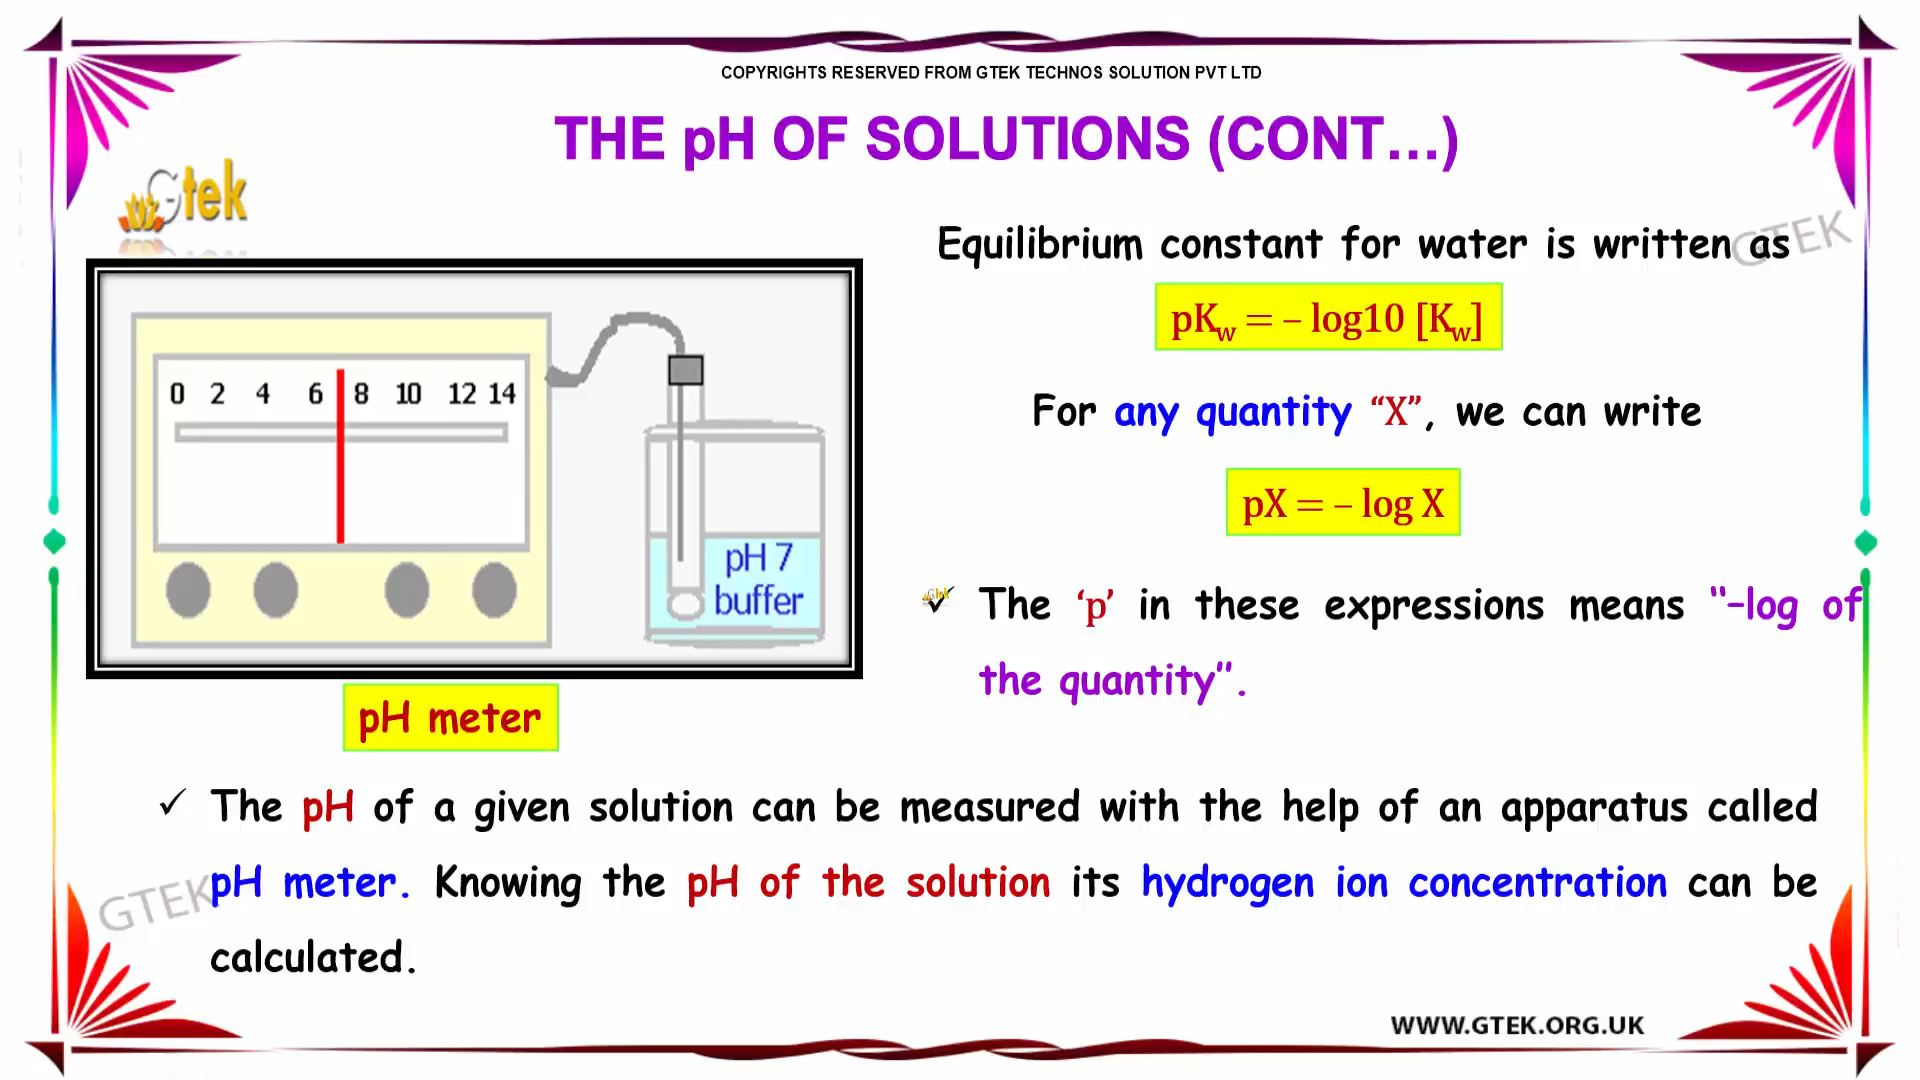 COPYRIGHTS RESERVED FROM GTEK TECHNOS SOLUTION PVT LTD
THE pH OF SOLUTIONS (CONT...)
Gtek
Equilibrium constant for water is written as
GTEK
pKw = – log10 [Kw]
0 2 4 6 8 10 12 14
For any quantity “X”, we can write
pX = – log X
pH 7
buffer
The ‘p’ in these expressions means “–log of
the quantity”.
pH meter
The pH of a given solution can be measured with the help of an apparatus called
pH meter. Knowing the pH of the solution its hydrogen ion concentration can be
GTEK
calculated.
WWW.GTEK.ORG.UK